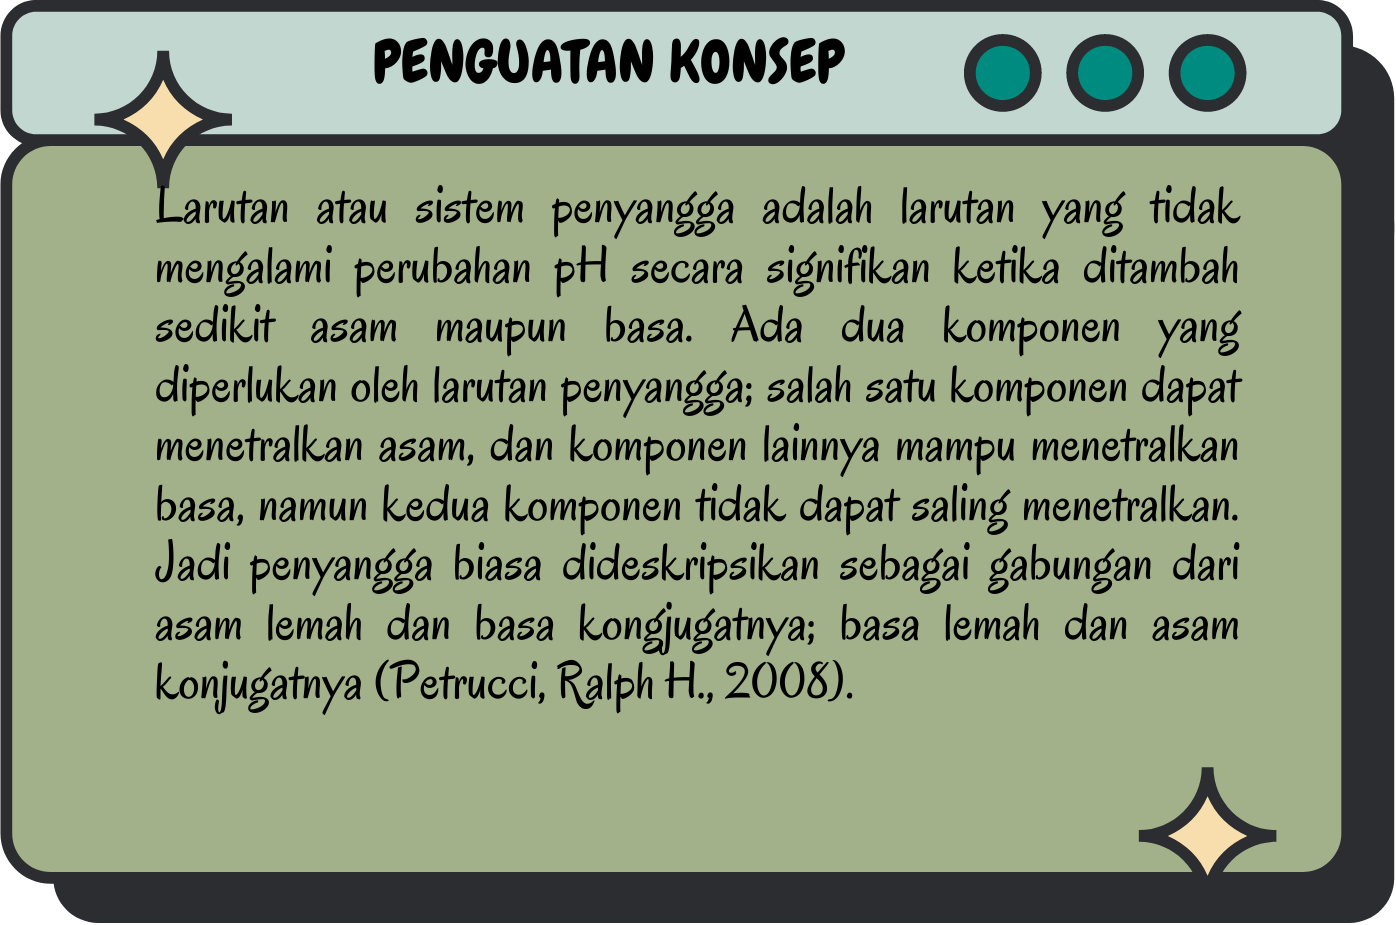 PENGUATAN KONSEP
Larutan atau sistem penyangga adalah larutan yang tidak
mengalami perubahan pH secara signifikan ketika ditambah
sedikit asam maupun basa. Ada dua komponen yang
diperlukan oleh larutan penyangga; salah satu komponen dapat
menetralkan asam, dan komponen lainnya mampu menetralkan
basa, namun kedua komponen tidak dapat saling menetralkan.
Jadi penyangga biasa dideskripsikan sebagai gabungan dari
asam lemah dan basa kongjugatnya; basa lemah dan asam
konjugatnya (Petrucci, Ralph H., 2008).